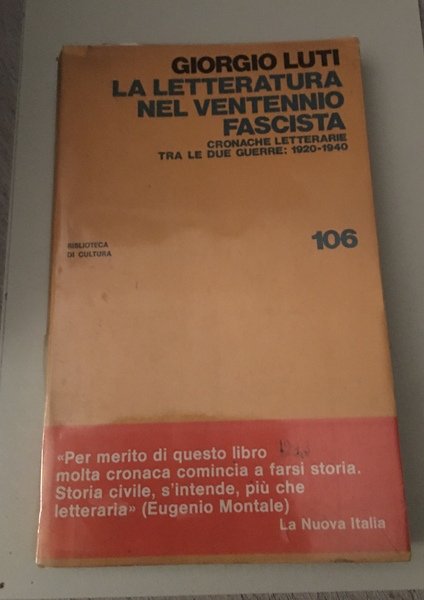 GIORGIO LUTI
LA LETTERATURA
NEL VENTENNIO
FASCISTA
CRONACHE LETTERARIE
TRA LE DUE GUERRE: 1920-1940
BIBLIOTECA
DI CULTURA
106
«Per merito di questo libro
molta cronaca comincia a farsi storia.
Storia civile, s'intende, più che
letteraria» (Eugenio Montale)
La Nuova Italia